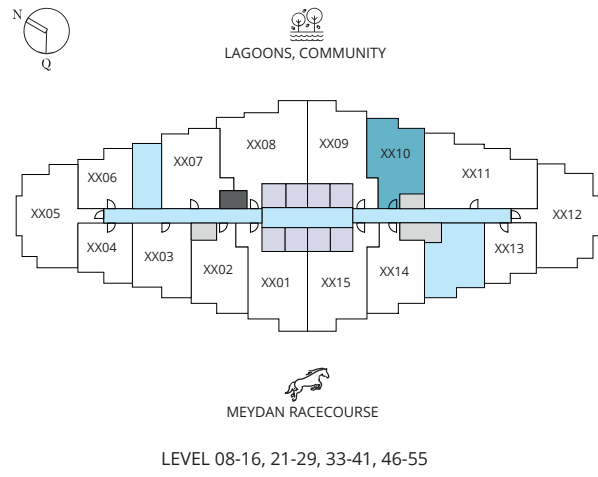 N
Q
LAGOONS, COMMUNITY
XX08
XX09
XX10
XX07
XX11
XX06
XX05
XX12
XX04
XX03
XX02
XX01
XX15
XX14
XX13
MEYDAN RACECOURSE
LEVEL 08-16, 21-29, 33-41, 46-55